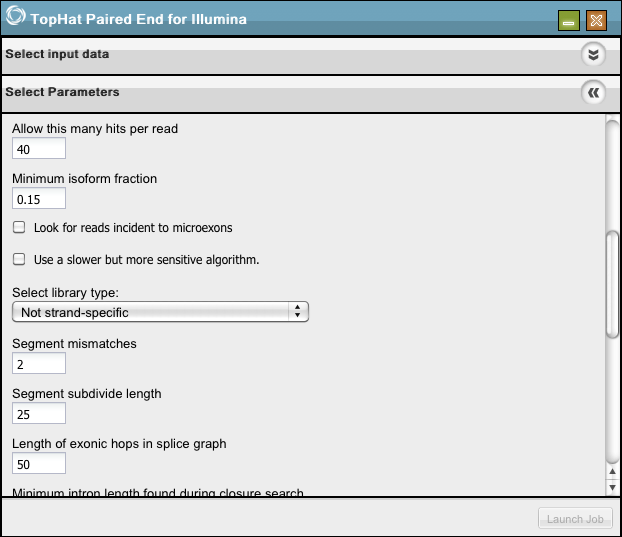 TopHat Paired End for Illumina
Select input data
Select Parameters
Allow this many hits per read
40
Minimum isoform fraction
0.15
Look for reads incident to microexons
Use a slower but more sensitive algorithm.
Select library type:
Not strand-specific
Segment mismatches
2
Segment subdivide length
25
Length of exonic hops in splice graph
50
Minimum intron length found during closure search
Launch Job